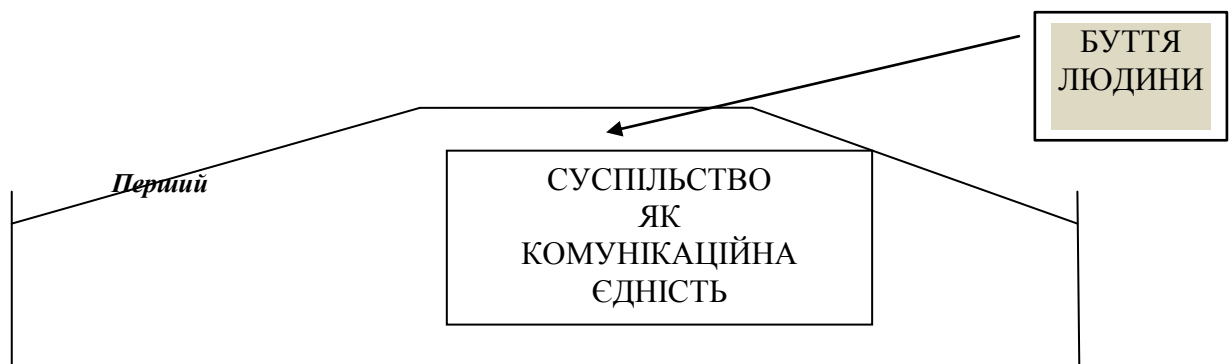 БУТТЯ
ЛЮДИНИ
Перший
СУСПІЛЬСТВО
ЯК
КОМУНІКАЦІЙНА
ЄДНІСТЬ